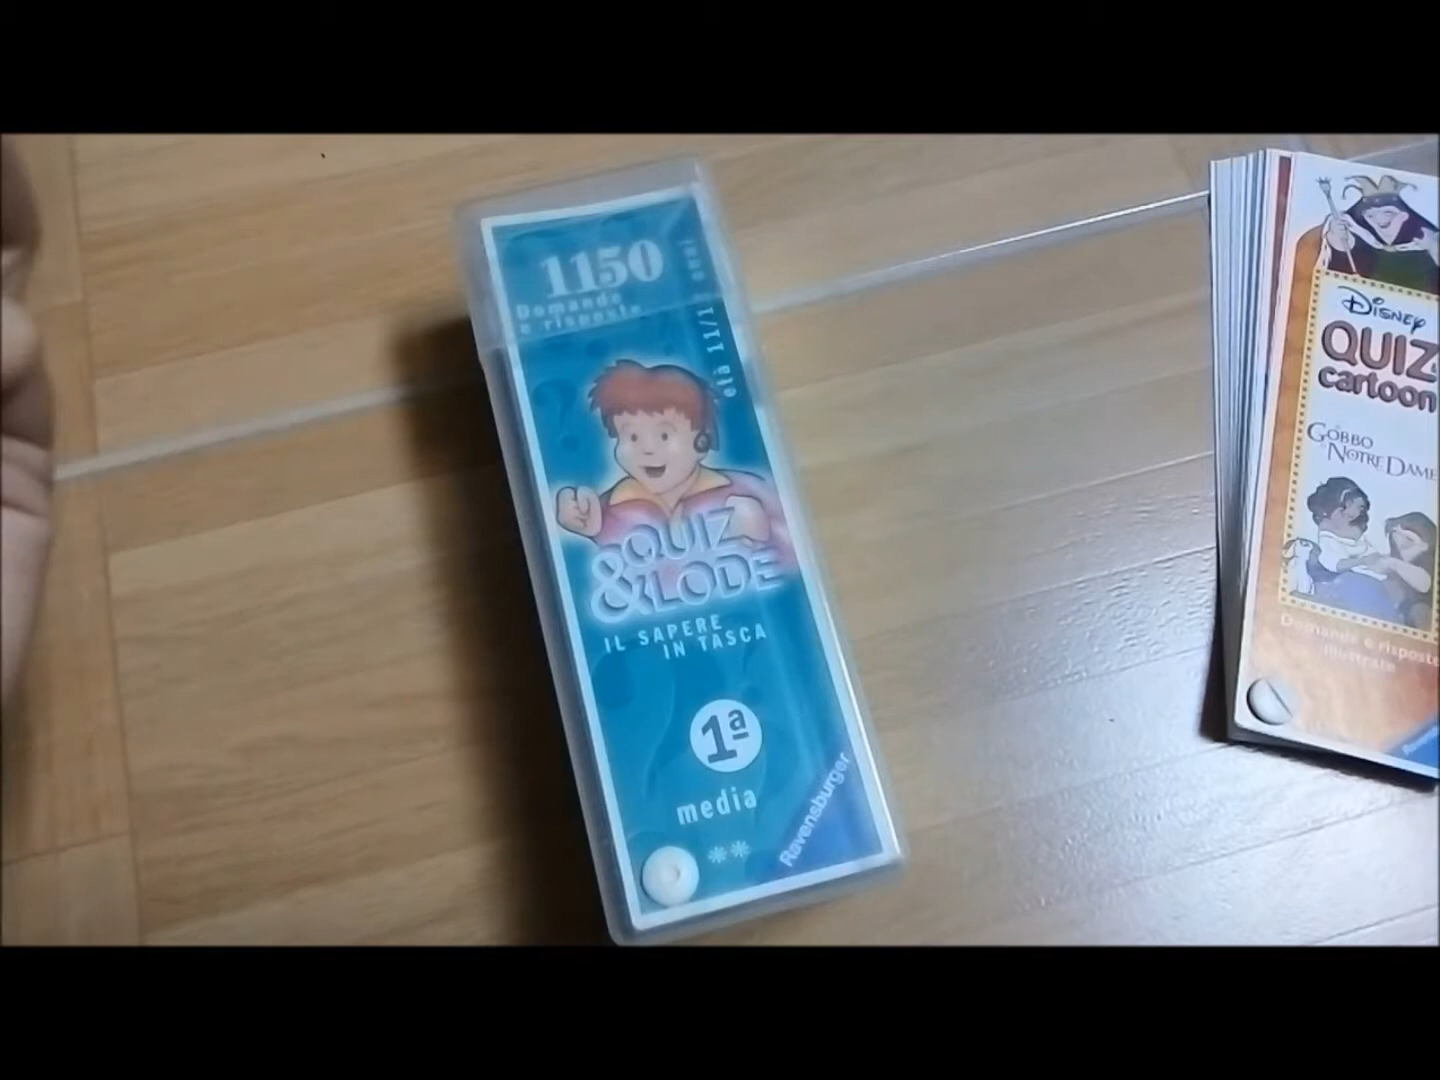 1150
Domande
e risposte
età 11/1 anni
QUIZ
&LODE
IL SAPERE
IN TASCA
1ª
media
**
Ravensburger
DISNEY
QUIZ
cartoon
GOBBO
NOTRE DAME
Domande e risposte
illustrate